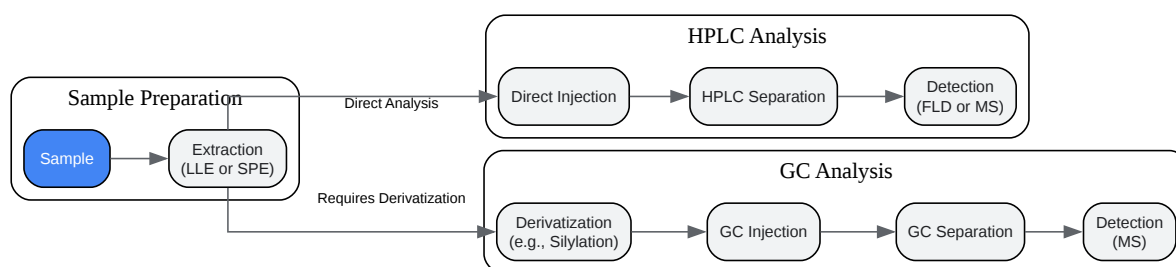 HPLC Analysis
Direct Injection
HPLC Separation
Detection
(FLD or MS)
Sample Preparation
Direct Analysis
Sample
Extraction
(LLE or SPE)
Requires Derivatization
GC Analysis
Derivatization
(e.g., Silylation)
GC Injection
GC Separation
Detection
(MS)